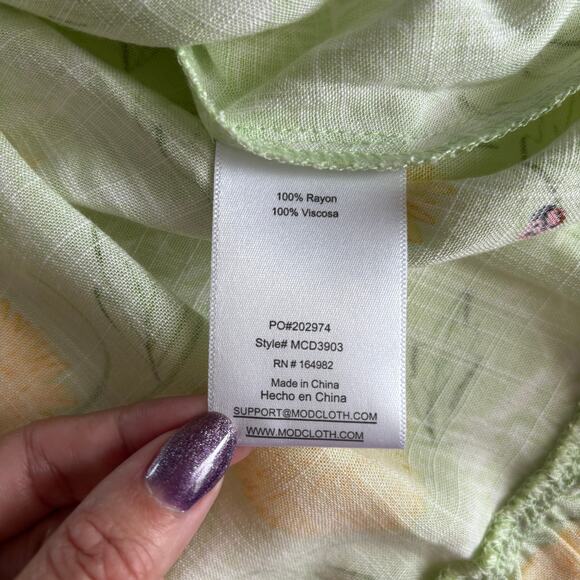 100% Rayon
100% Viscosa
PO#202974
Style# MCD3903
RN # 164982
Made in China
Hecho en China
SUPPORT@MODCLOTH.COM
WWW.MODCLOTH.COM